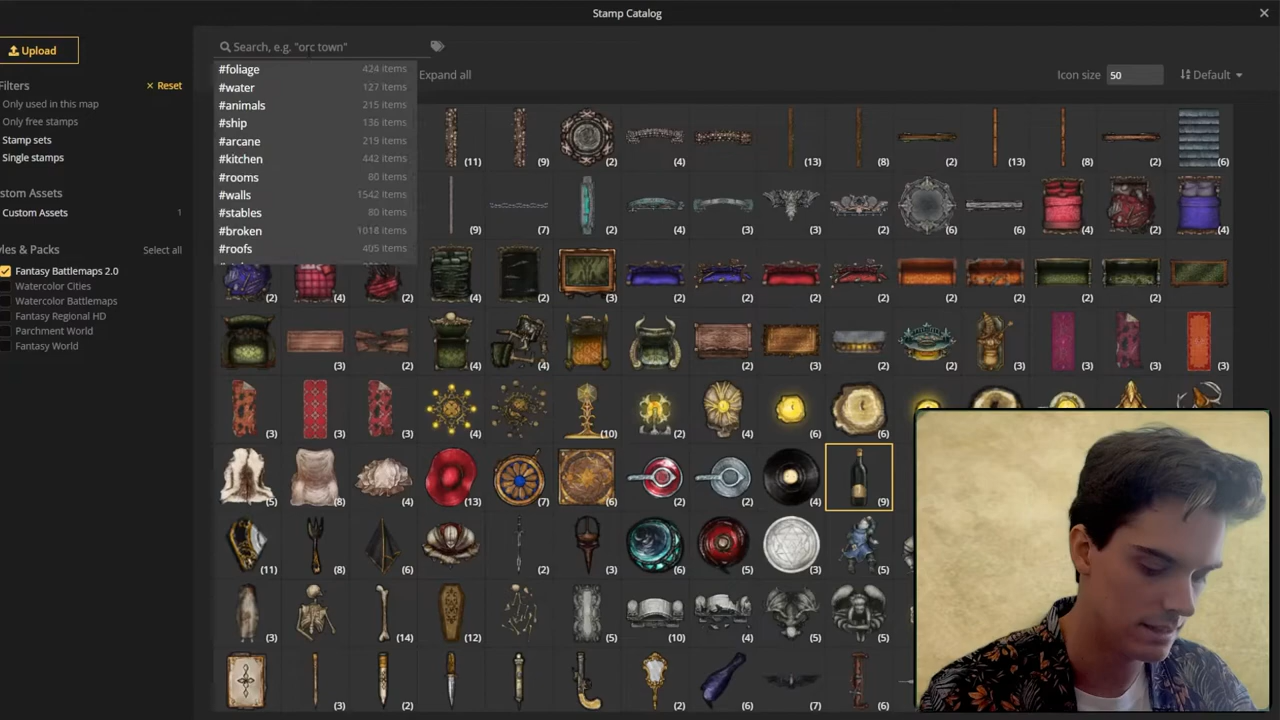 Stamp Catalog
Upload
Search, e.g. "orc town"
Filters
Reset
Only used in this map
Only free stamps
Stamp sets
Single stamps
stom Assets
Custom Assets 1
les & Packs Select all
Fantasy Battlemaps 2.0
Watercolor Cities
Watercolor Battlemaps
Fantasy Regional HD
Parchment World
Fantasy World
#foliage 424 items
#water 127 items
#animals 215 items
#ship 136 items
#arcane 219 items
#kitchen 442 items
#rooms 80 items
#walls 1542 items
#stables 80 items
#broken 1018 items
#roofs 405 items
Expand all
Icon size 50
Default
(11) (9) (2) (4) (13) (8) (2) (13) (8) (2) (6)
(9) (7) (2) (4) (3) (3) (2) (6) (6) (4) (2) (4)
(2) (4) (2) (4) (2) (3) (2) (2) (2) (2) (2) (2) (2) (2)
(3) (2) (4) (4) (2) (3) (2) (2) (3) (3) (3) (3)
(3) (3) (3) (4) (10) (2) (4) (6) (6)
(5) (8) (4) (13) (7) (6) (2) (2) (4) (9)
(11) (8) (6) (2) (3) (6) (5) (3) (5)
(3) (14) (12) (5) (10) (4) (5) (5)
(3) (2) (2) (6) (7) (6)